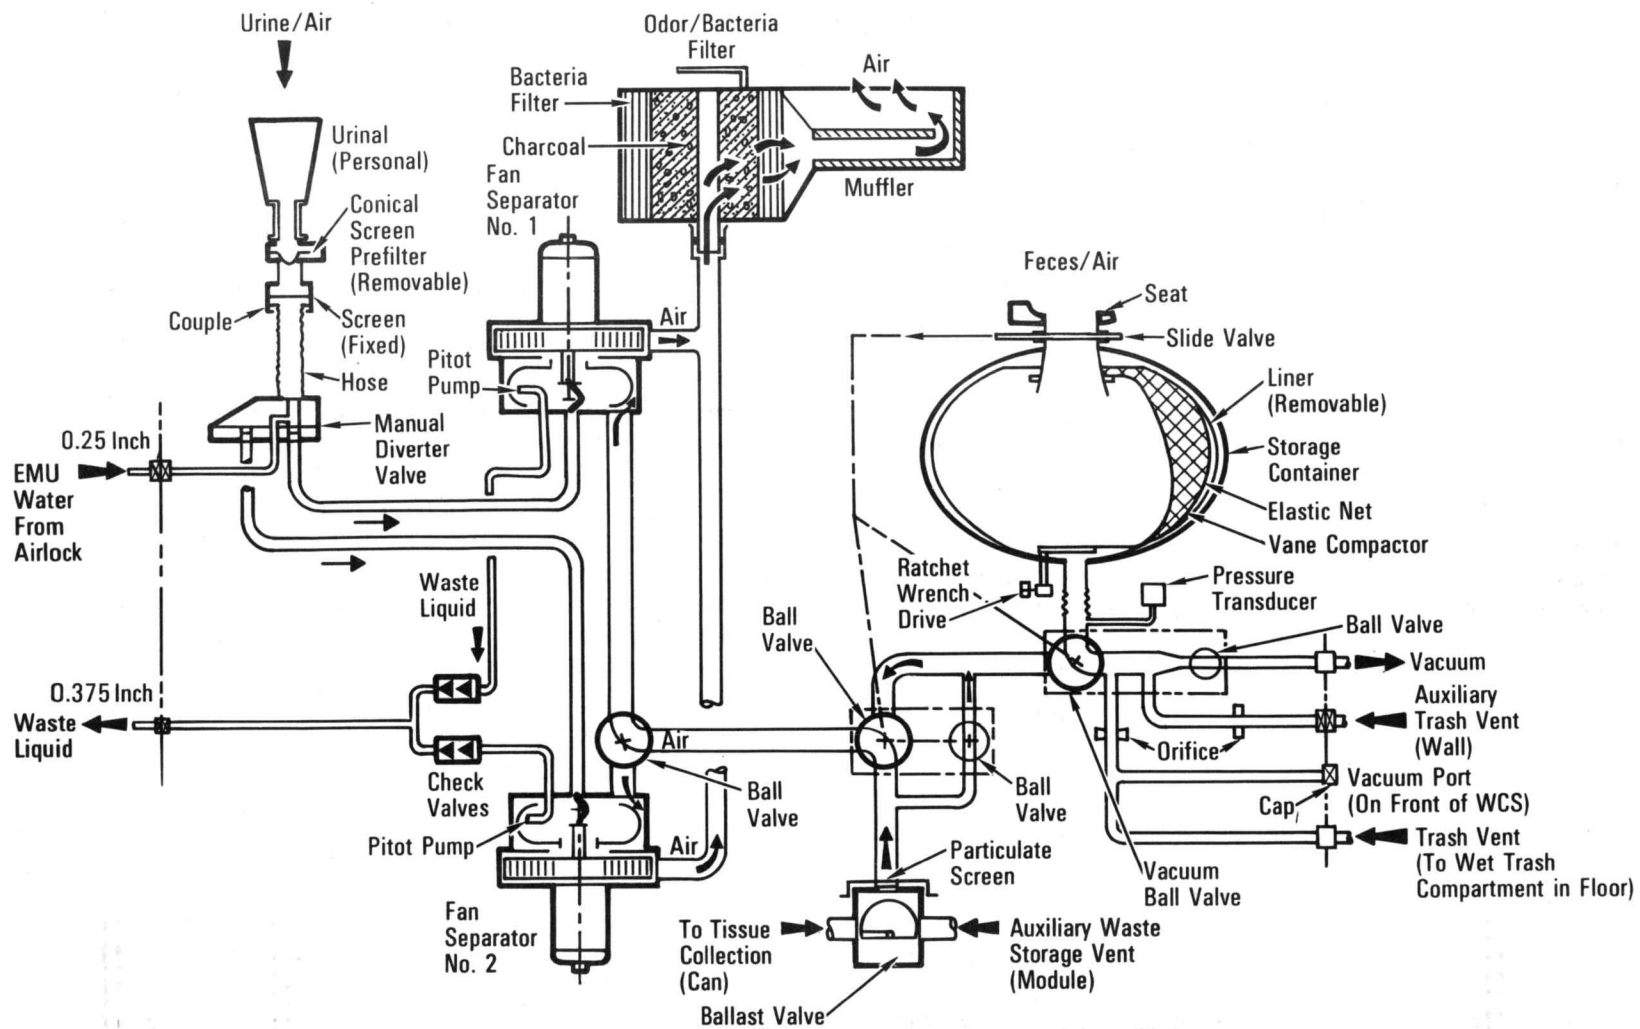 Urine/Air
Urinal
(Personal)
Conical
Screen
Prefilter
(Removable)
Couple
Screen
(Fixed)
Hose
Manual
Diverter
Valve
0.25 Inch
EMU
Water
From
Airlock
0.375 Inch
Waste
Liquid
Waste
Liquid
Check
Valves
Pitot Pump
Fan
Separator
No. 2
Odor/Bacteria
Filter
Bacteria
Filter
Charcoal
Air
Muffler
Fan
Separator
No. 1
Air
Pitot
Pump
Ball
Valve
Air
Ball
Valve
Air
Feces/Air
Seat
Slide Valve
Liner
(Removable)
Storage
Container
Elastic Net
Vane Compactor
Ratchet
Wrench
Drive
Pressure
Transducer
Ball Valve
Vacuum
Auxiliary
Trash Vent
(Wall)
Orifice
Ball
Valve
Cap
Vacuum Port
(On Front of WCS)
Trash Vent
(To Wet Trash
Compartment in Floor)
Vacuum
Ball Valve
Particulate
Screen
To Tissue
Collection
(Can)
Auxiliary Waste
Storage Vent
(Module)
Ballast Valve